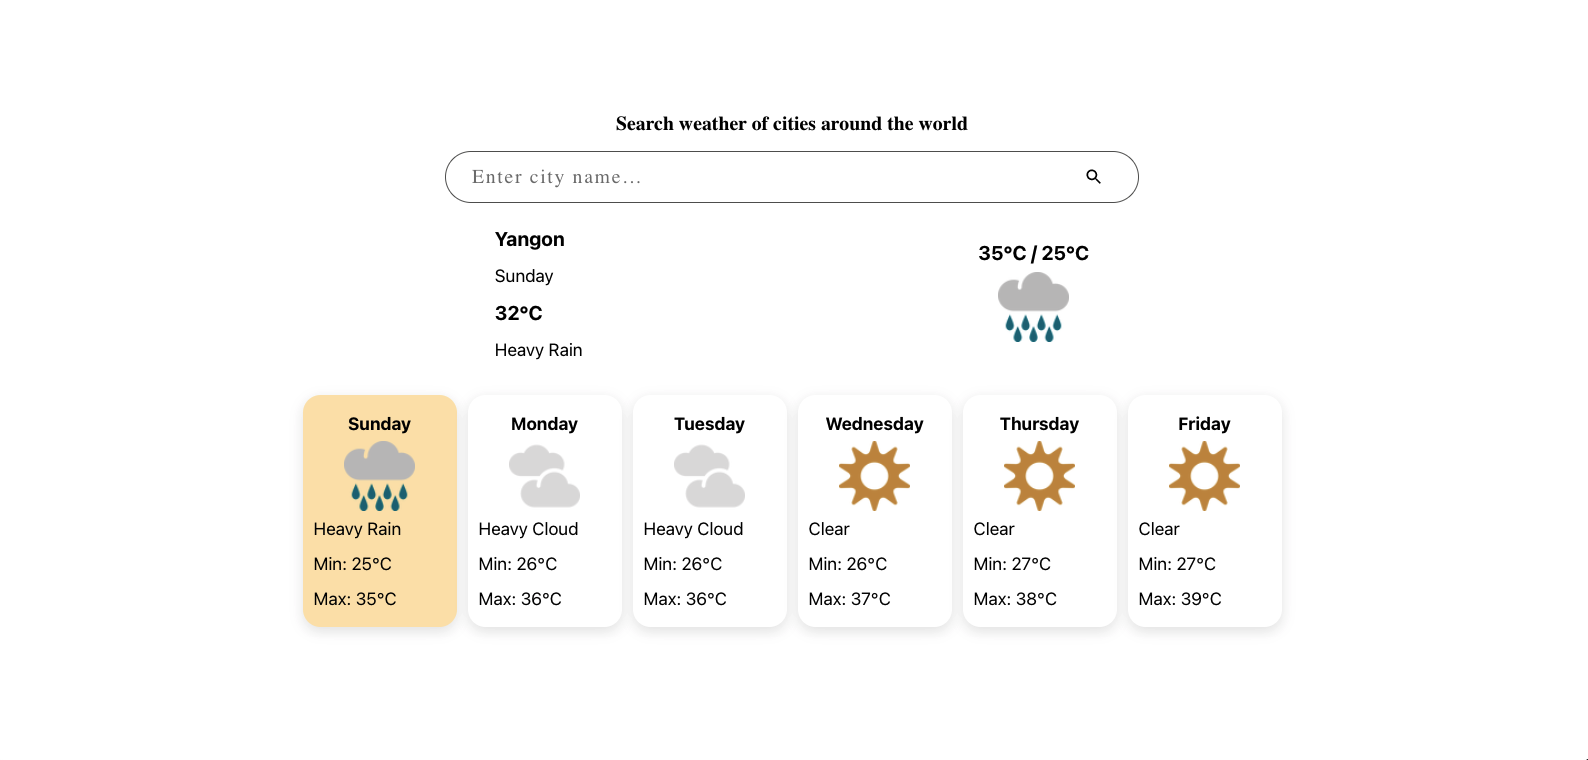 Search weather of cities around the world
Enter city name...
Yangon
Sunday
32°C
Heavy Rain
35°C / 25°C
Sunday
Heavy Rain
Min: 25°C
Max: 35°C
Monday
Heavy Cloud
Min: 26°C
Max: 36°C
Tuesday
Heavy Cloud
Min: 26°C
Max: 36°C
Wednesday
Clear
Min: 26°C
Max: 37°C
Thursday
Clear
Min: 27°C
Max: 38°C
Friday
Clear
Min: 27°C
Max: 39°C